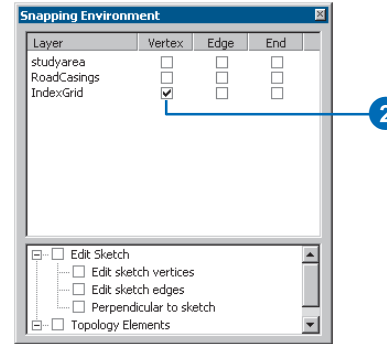 Snapping Environment
Layer Vertex Edge End
studyarea
RoadCasings
IndexGrid
2
Edit Sketch
Edit sketch vertices
Edit sketch edges
Perpendicular to sketch
Topology Elements